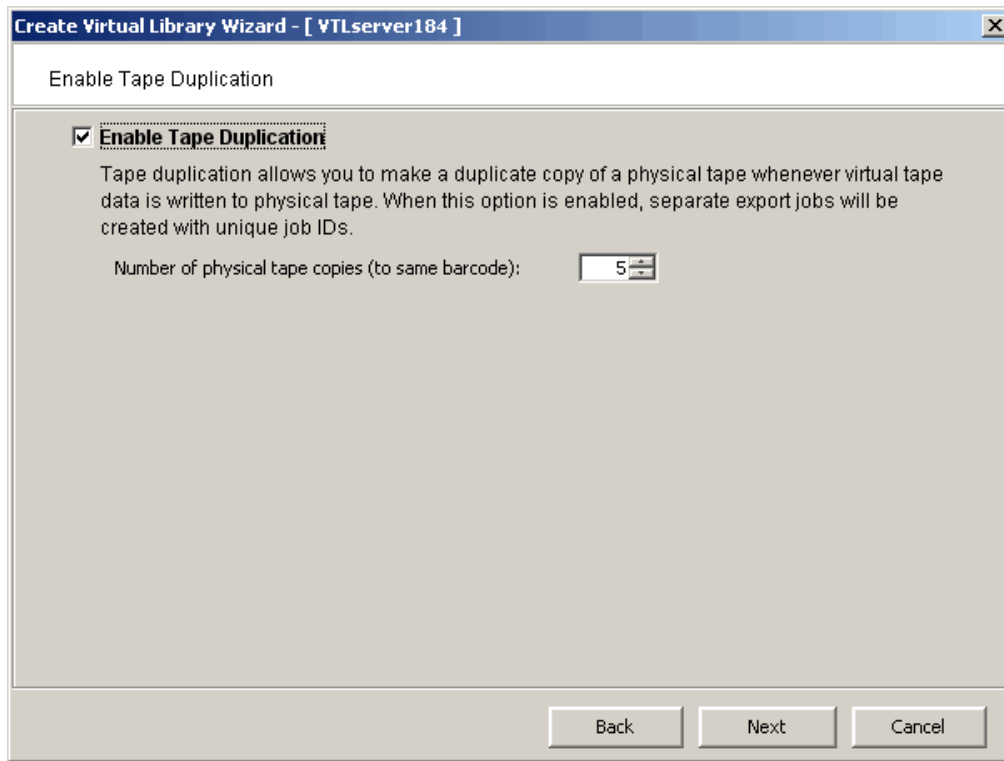 Create Virtual Library Wizard - [ VTLserver184 ]
Enable Tape Duplication
Enable Tape Duplication
Tape duplication allows you to make a duplicate copy of a physical tape whenever virtual tape
data is written to physical tape. When this option is enabled, separate export jobs will be
created with unique job IDs.
Number of physical tape copies (to same barcode): 5
Back Next Cancel